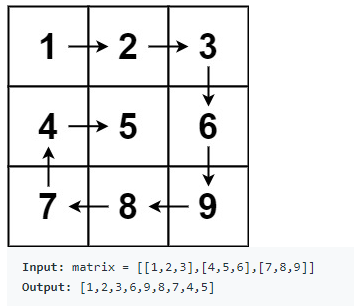 1 2 3
4 5 6
7 8 9
Input: matrix = [[1,2,3],[4,5,6],[7,8,9]]
Output: [1,2,3,6,9,8,7,4,5]